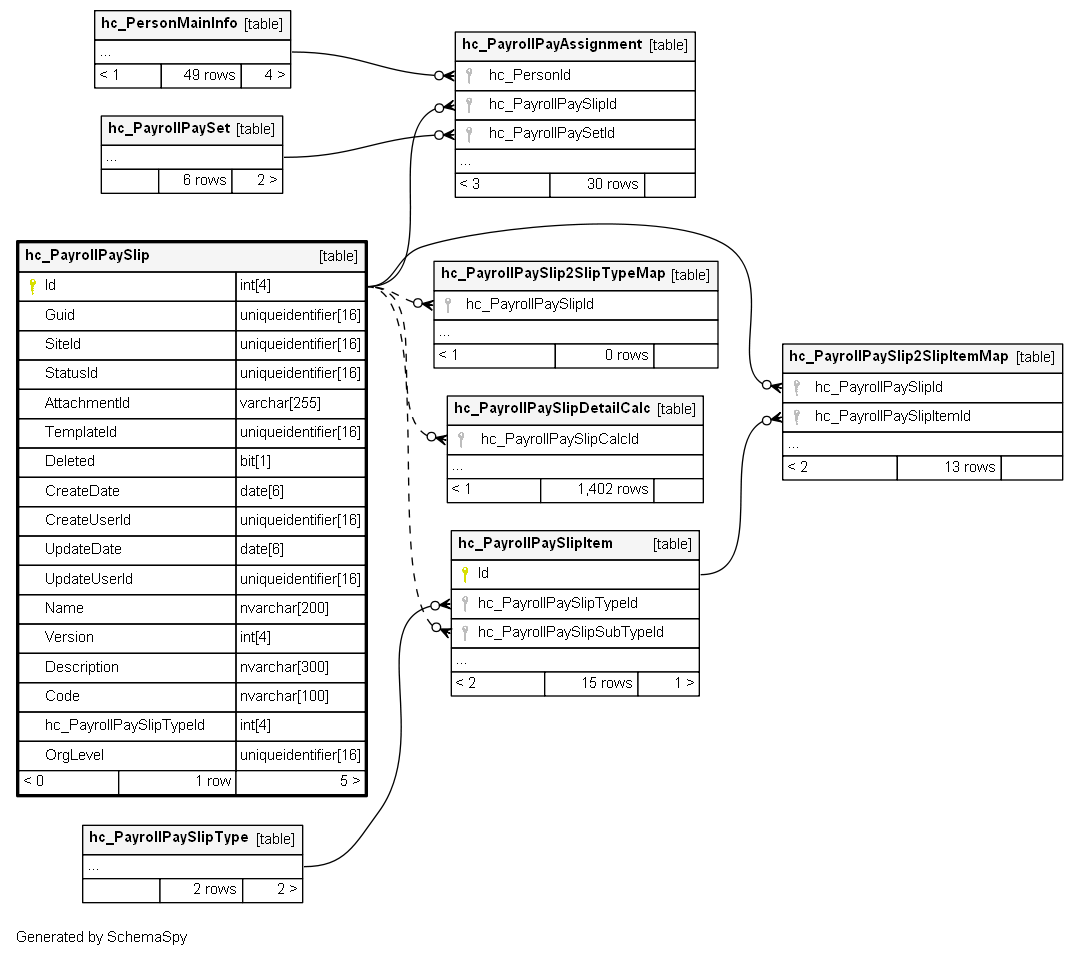 hc_PersonMainInfo [table]
...
< 1 49 rows 4 >
hc_PayrollPaySet [table]
...
6 rows 2 >
hc_PayrollPayAssignment [table]
hc_PersonId
hc_PayrollPaySlipId
hc_PayrollPaySetId
...
< 3 30 rows
hc_PayrollPaySlip [table]
Id int[4]
Guid uniqueidentifier[16]
SiteId uniqueidentifier[16]
StatusId uniqueidentifier[16]
AttachmentId varchar[255]
TemplateId uniqueidentifier[16]
Deleted bit[1]
CreateDate date[6]
CreateUserId uniqueidentifier[16]
UpdateDate date[6]
UpdateUserId uniqueidentifier[16]
Name nvarchar[200]
Version int[4]
Description nvarchar[300]
Code nvarchar[100]
hc_PayrollPaySlipTypeId int[4]
OrgLevel uniqueidentifier[16]
< 0 1 row 5 >
hc_PayrollPaySlip2SlipTypeMap [table]
hc_PayrollPaySlipId
...
< 1 0 rows
hc_PayrollPaySlipDetailCalc [table]
hc_PayrollPaySlipCalcId
...
< 1 1,402 rows
hc_PayrollPaySlipItem [table]
Id
hc_PayrollPaySlipTypeId
hc_PayrollPaySlipSubTypeId
...
< 2 15 rows 1 >
hc_PayrollPaySlip2SlipItemMap [table]
hc_PayrollPaySlipId
hc_PayrollPaySlipItemId
...
< 2 13 rows
hc_PayrollPaySlipType [table]
...
2 rows 2 >
Generated by SchemaSpy